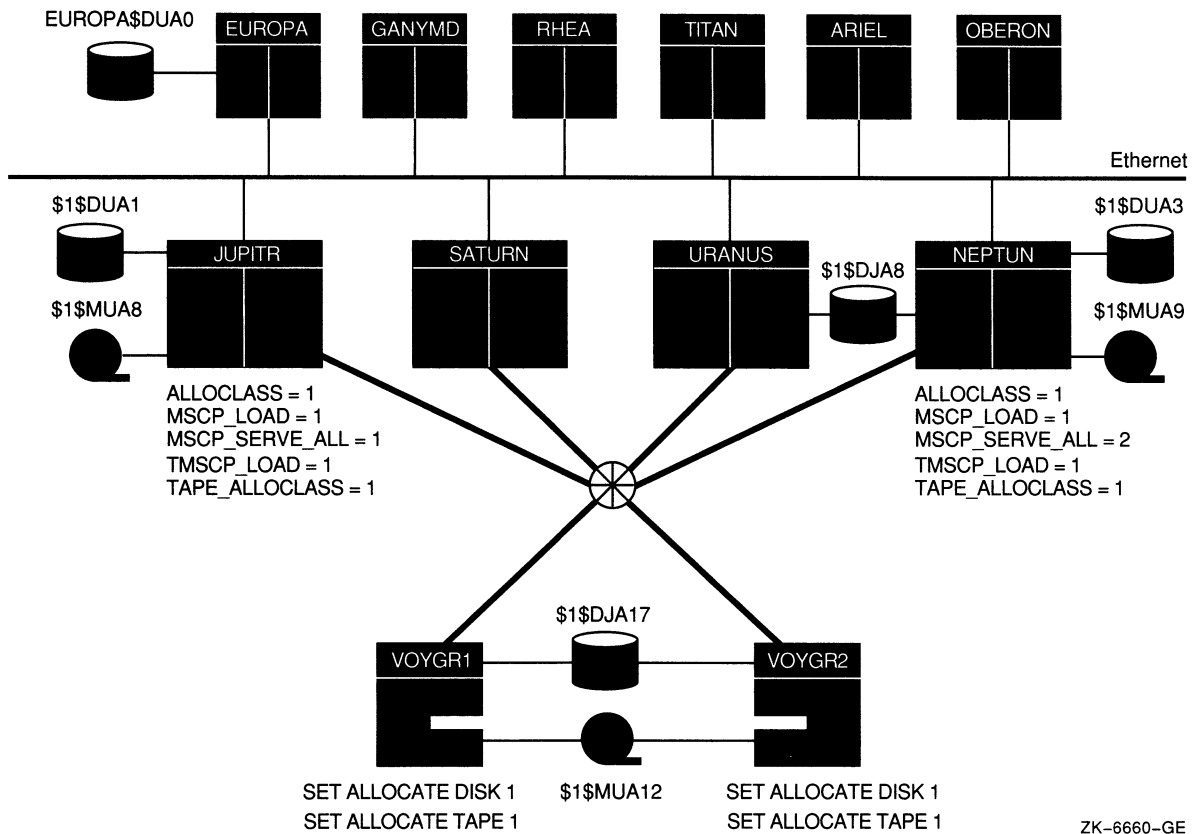 EUROPA$DUA0
EUROPA
GANYMD
RHEA
TITAN
ARIEL
OBERON
Ethernet
$1$DUA1
JUPITR
SATURN
URANUS
$1$DJA8
NEPTUN
$1$DUA3
$1$MUA8
$1$MUA9
ALLOCLASS = 1
MSCP_LOAD = 1
MSCP_SERVE_ALL = 1
TMSCP_LOAD = 1
TAPE_ALLOCLASS = 1
ALLOCLASS = 1
MSCP_LOAD = 1
MSCP_SERVE_ALL = 2
TMSCP_LOAD = 1
TAPE_ALLOCLASS = 1
$1$DJA17
VOYGR1
VOYGR2
SET ALLOCATE DISK 1
SET ALLOCATE TAPE 1
$1$MUA12
SET ALLOCATE DISK 1
SET ALLOCATE TAPE 1
ZK–6660–GE